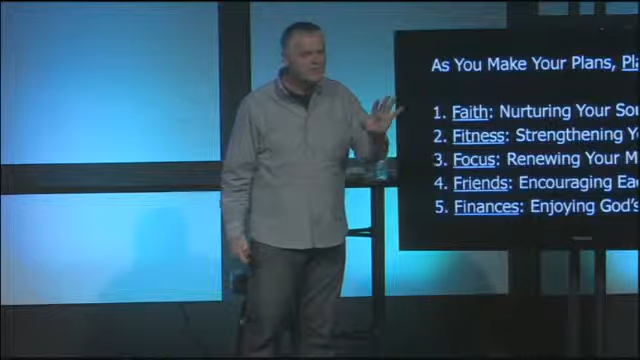 As You Make Your Plans,
1. Faith: Nurturing Your
2. Fitness: Strengthening
3. Focus: Renewing Your
4. Friends: Encouraging
5. Finances: Enjoying God's